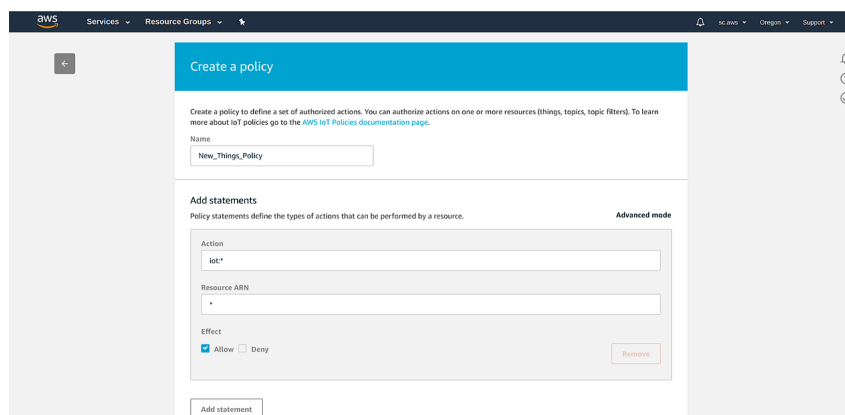 aws Services Resource Groups sc.aws Oregon Support
Create a policy
Create a policy to define a set of authorized actions. You can authorize actions on one or more resources (things, topics, topic filters). To learn
more about IoT policies go to the AWS IoT Policies documentation page.
Name
New_Things_Policy
Add statements
Policy statements define the types of actions that can be performed by a resource.
Advanced mode
Action
iot:*
Resource ARN
*
Effect
Allow Deny
Remove
Add statement